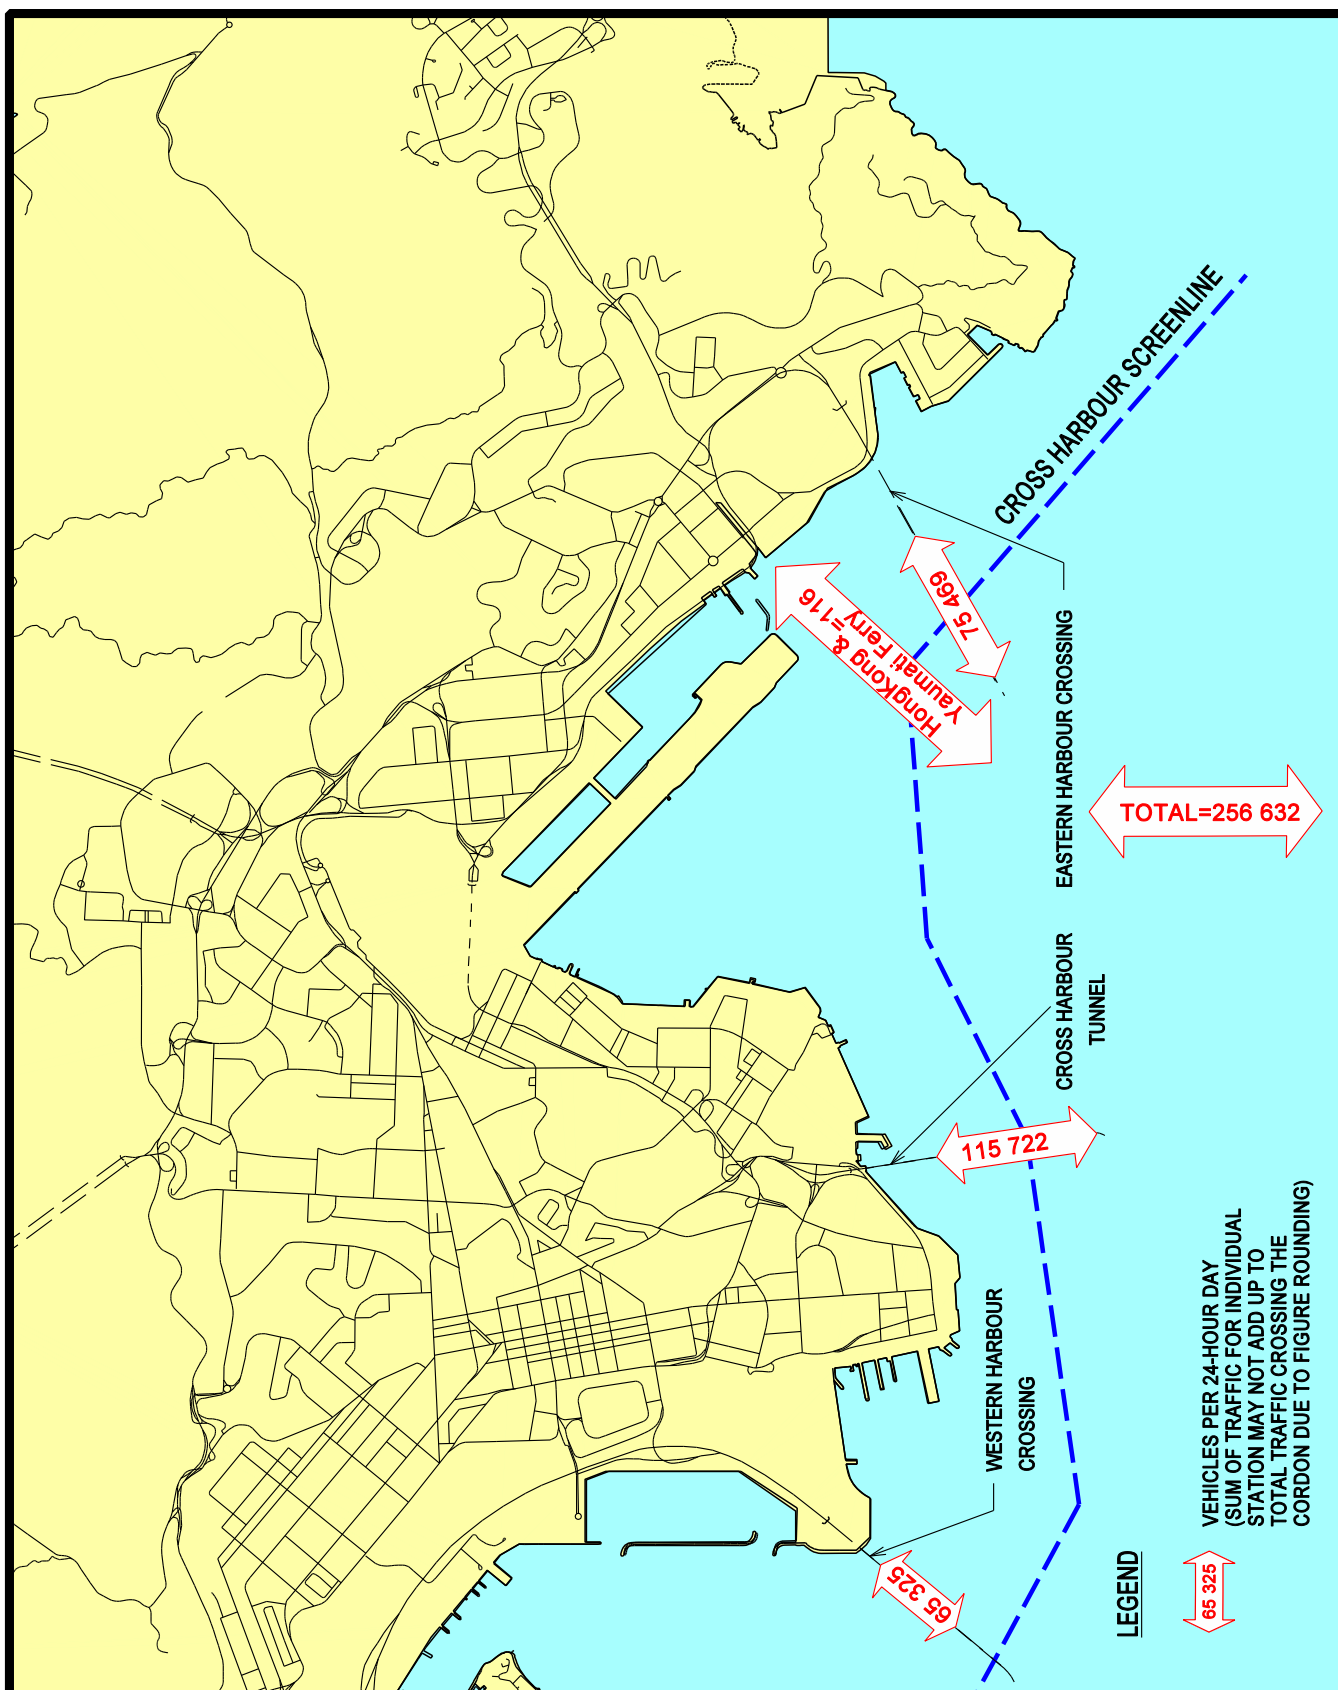 CROSS HARBOUR SCREENLINE
75 469
HongKong & =116
Yaumati Ferry
EASTERN HARBOUR CROSSING
TOTAL=256 632
CROSS HARBOUR
TUNNEL
115 722
WESTERN HARBOUR
CROSSING
65 325
LEGEND
65 325
VEHICLES PER 24-HOUR DAY
(SUM OF TRAFFIC FOR INDIVIDUAL
STATION MAY NOT ADD UP TO
TOTAL TRAFFIC CROSSING THE
CORDON DUE TO FIGURE ROUNDING)